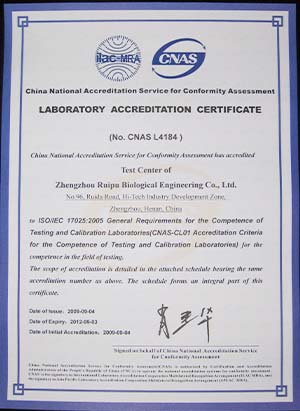 ilac-MRA
CNAS
China National Accreditation Service for Conformity Assessment
LABORATORY ACCREDITATION CERTIFICATE
(No. CNAS L4184 )
China National Accreditation Service for Conformity Assessment has accredited
Test Center of
Zhengzhou Ruipu Biological Engineering Co., Ltd.
No.96, Ruida Road, Hi-Tech Industry Development Zone,
Zhengzhou, Henan, China
to ISO/IEC 17025:2005 General Requirements for the Competence of
Testing and Calibration Laboratories(CNAS-CL01 Accreditation Criteria
for the Competence of Testing and Calibration Laboratories) for the
competence in the field of testing.
The scope of accreditation is detailed in the attached schedule bearing the same
accreditation number as above. The schedule forms an integral part of this
certificate.
Date of Issue: 2009-09-04
Date of Expiry: 2012-09-03
Date of Initial Accreditation: 2009-09-04
Signed on behalf of China National Accreditation Service
for Conformity Assessment